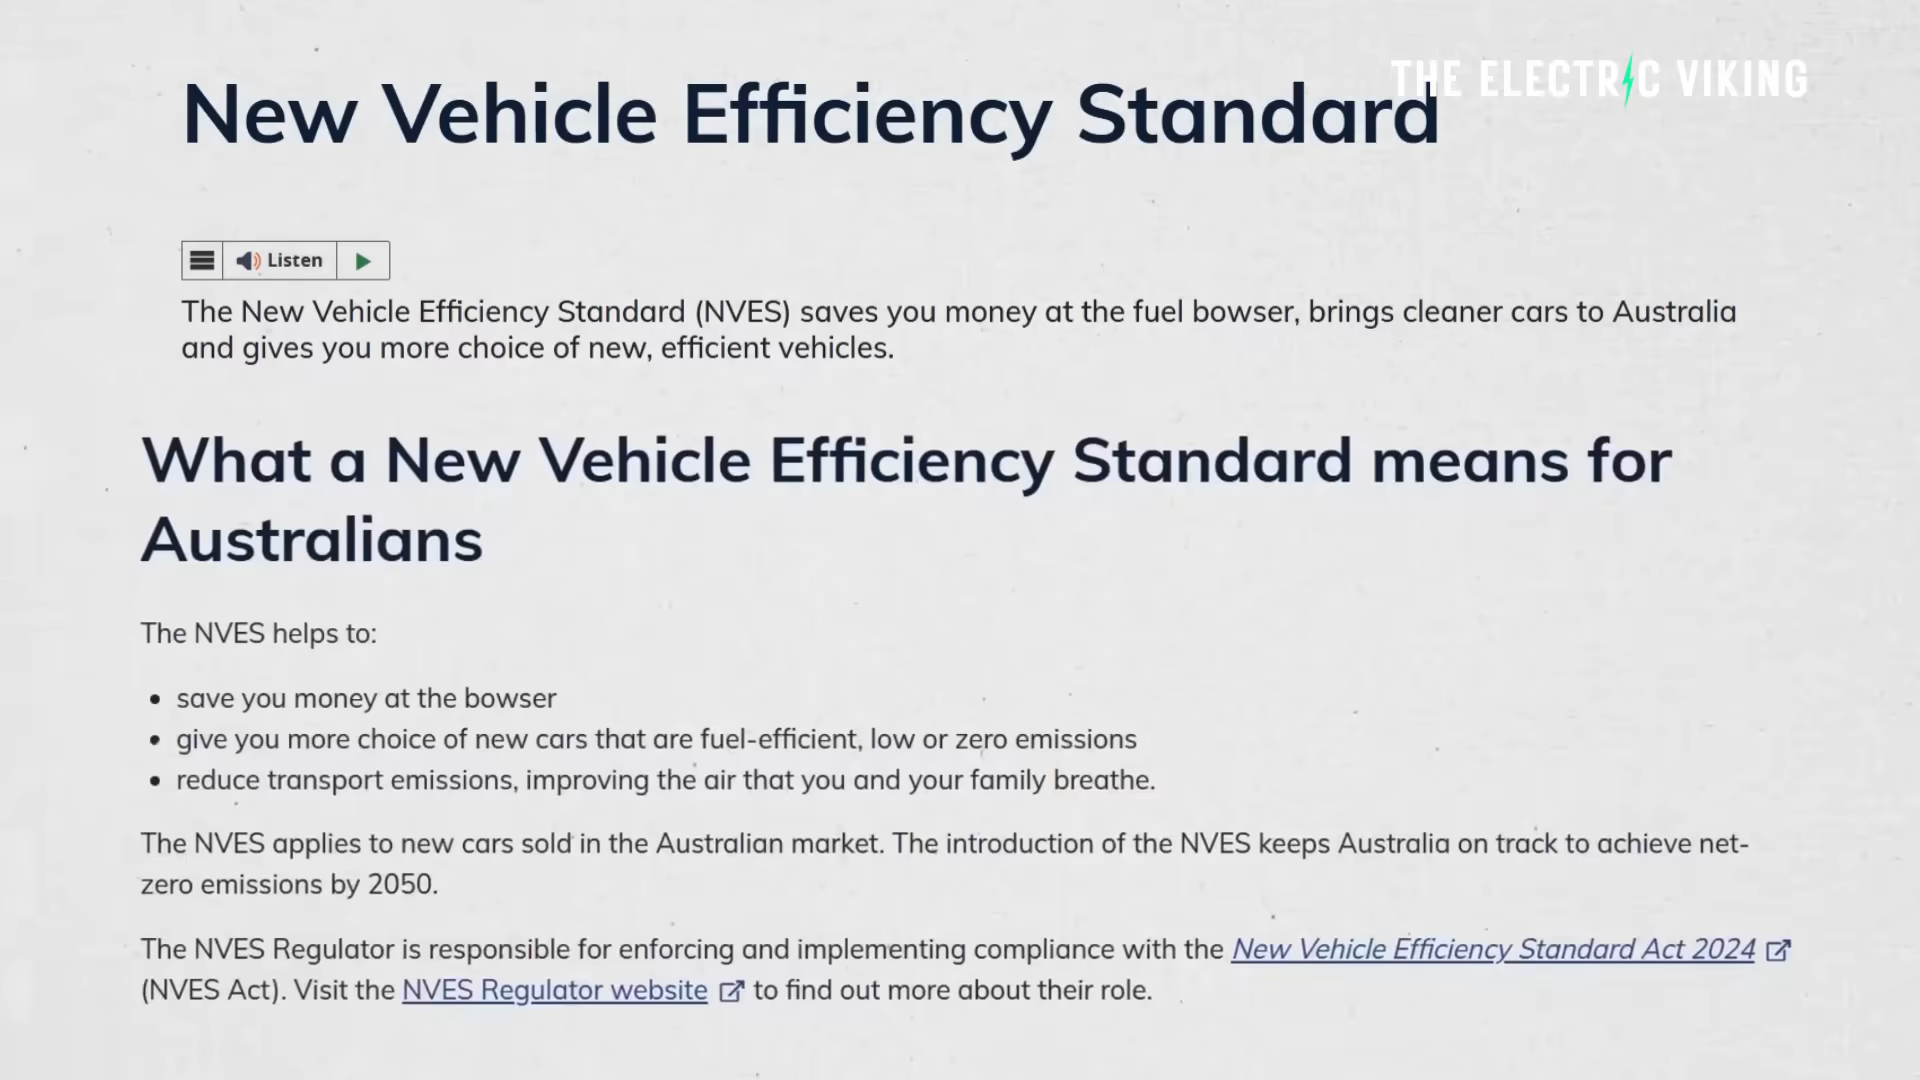 THE ELECTRIC VIKING
New Vehicle Efficiency Standard
Listen
The New Vehicle Efficiency Standard (NVES) saves you money at the fuel bowser, brings cleaner cars to Australia
and gives you more choice of new, efficient vehicles.
What a New Vehicle Efficiency Standard means for
Australians
The NVES helps to:
• save you money at the bowser
• give you more choice of new cars that are fuel-efficient, low or zero emissions
• reduce transport emissions, improving the air that you and your family breathe.
The NVES applies to new cars sold in the Australian market. The introduction of the NVES keeps Australia on track to achieve net-
zero emissions by 2050.
The NVES Regulator is responsible for enforcing and implementing compliance with the New Vehicle Efficiency Standard Act 2024
(NVES Act). Visit the NVES Regulator website to find out more about their role.